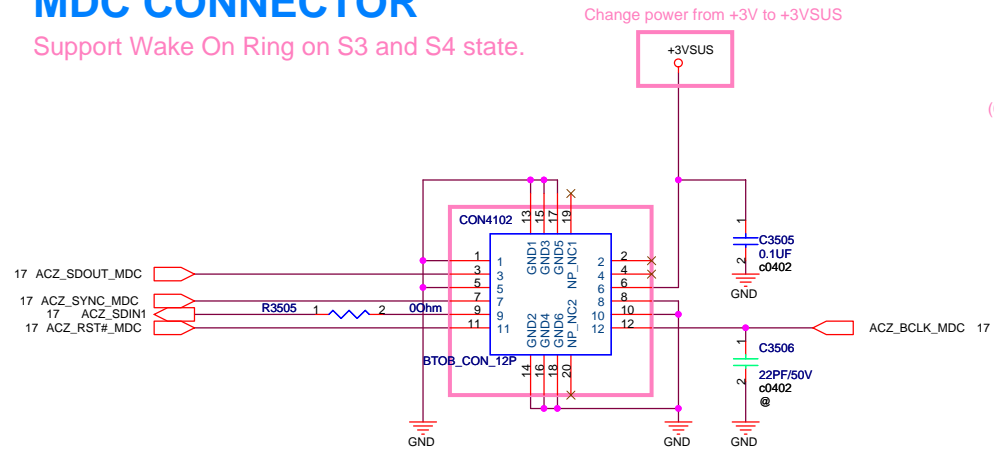 MDC CONNECTOR
Change power from +3V to +3VSUS
Support Wake On Ring on S3 and S4 state.
+3VSUS
(
CON4102
13 15 17 19
GND1 GND3 GND5 NP_NC1
1 1 2 2
17 ACZ_SDOUT_MDC 3 3 4 4
5 5 6 6
17 ACZ_SYNC_MDC 7 7 8 8
17 ACZ_SDIN1 R3505 1 2 0Ohm 9 9 10 10
17 ACZ_RST#_MDC 11 11 12 12 ACZ_BCLK_MDC 17
GND2 GND4 GND6 NP_NC2
BTOB_CON_12P
14 16 18 20
1
C3505
0.1UF
2 c0402
GND
1
C3506
22PF/50V
2 c0402
@
GND GND GND